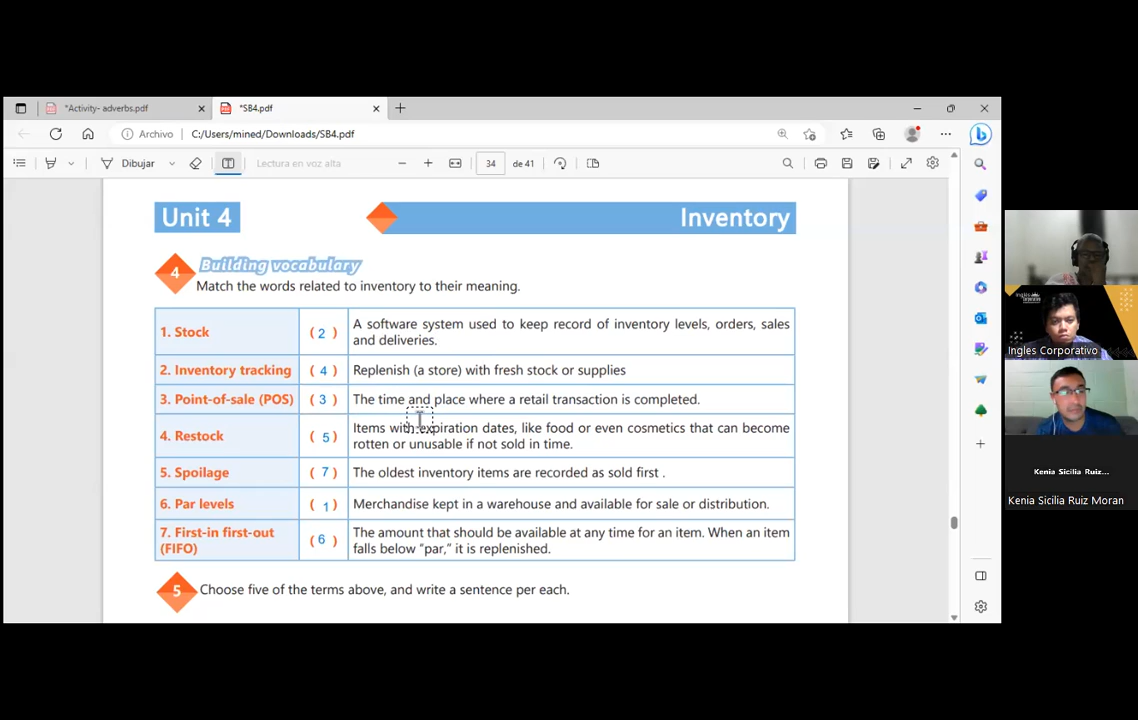 *Activity- adverbs.pdf
*SB4.pdf
Archivo
C:/Users/mined/Downloads/SB4.pdf
Dibujar
Lectura en voz alta
34 de 41
Unit 4
Inventory
4 Building vocabulary
Match the words related to inventory to their meaning.
1. Stock ( 2 ) A software system used to keep record of inventory levels, orders, sales
and deliveries.
2. Inventory tracking ( 4 ) Replenish (a store) with fresh stock or supplies
3. Point-of-sale (POS) ( 3 ) The time and place where a retail transaction is completed.
4. Restock ( 5 ) Items with expiration dates, like food or even cosmetics that can become
rotten or unusable if not sold in time.
5. Spoilage ( 7 ) The oldest inventory items are recorded as sold first .
6. Par levels ( 1 ) Merchandise kept in a warehouse and available for sale or distribution.
7. First-in first-out
(FIFO) ( 6 ) The amount that should be available at any time for an item. When an item
falls below "par," it is replenished.
5 Choose five of the terms above, and write a sentence per each.
Ingles Corporativo
Kenia Sicilia Ruiz...
Kenia Sicilia Ruiz Moran